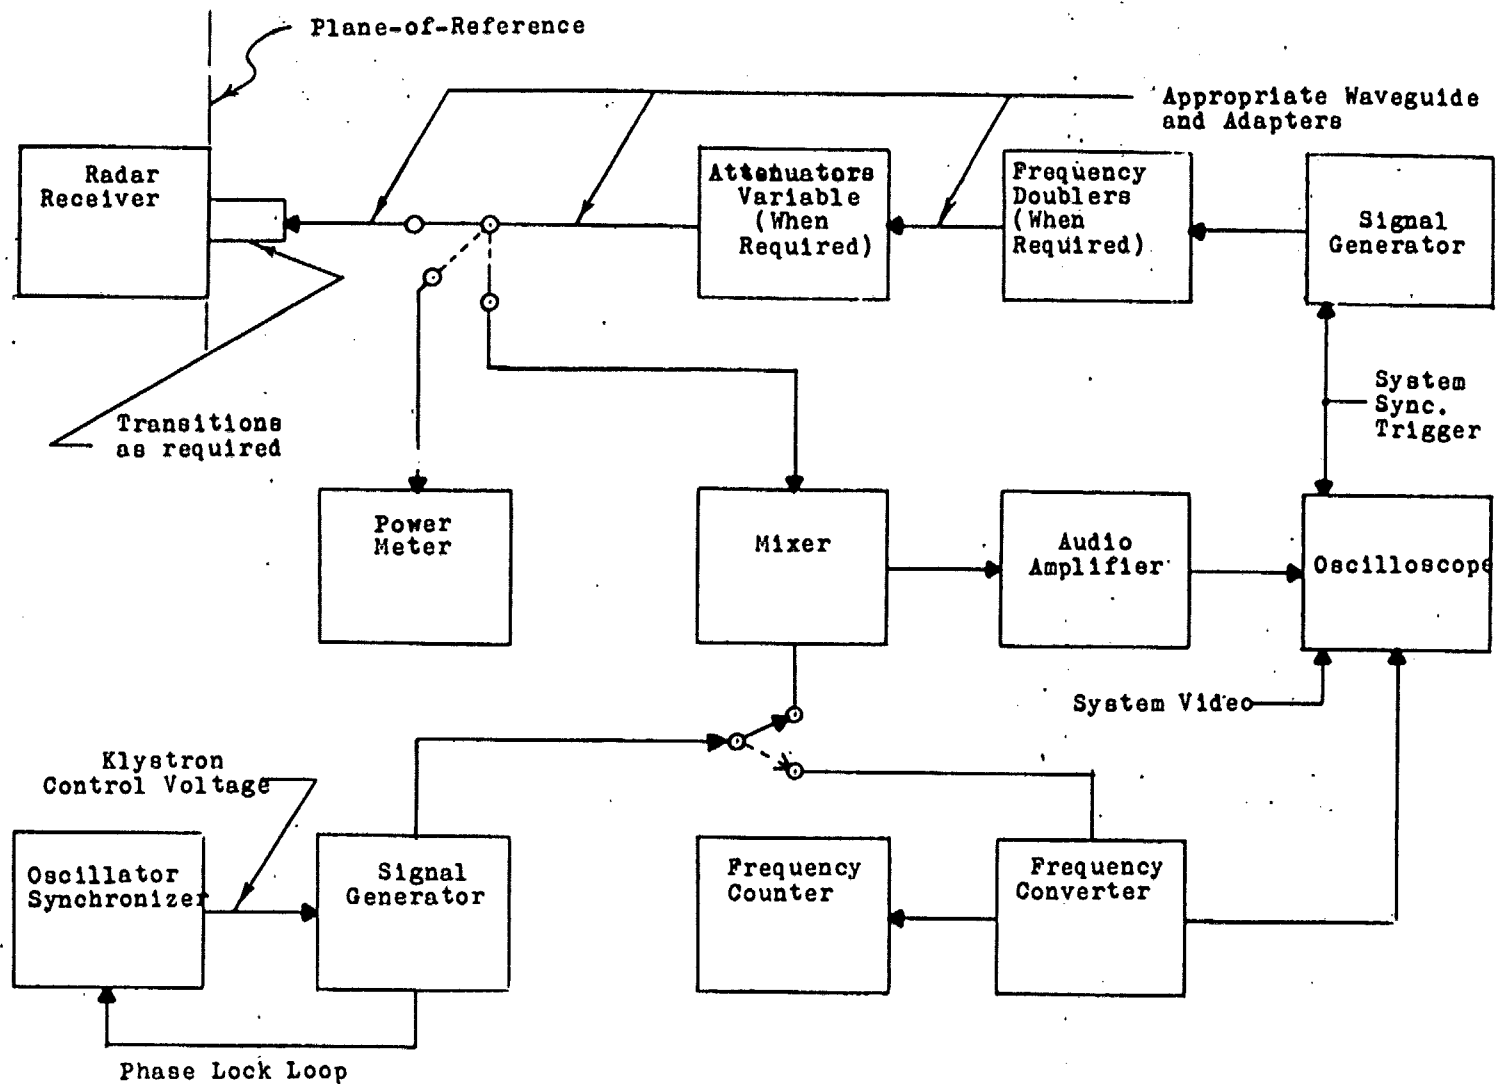 Plane-of-Reference
Appropriate Waveguide
and Adapters
Radar
Receiver
Attenuators
Variable
(When
Required)
Frequency
Doublers
(When
Required)
Signal
Generator
System
Sync.
Trigger
Transitions
as required
Power
Meter
Mixer
Audio
Amplifier
Oscilloscope
System Video
Klystron
Control Voltage
Oscillator
Synchronizer
Signal
Generator
Frequency
Counter
Frequency
Converter
Phase Lock Loop